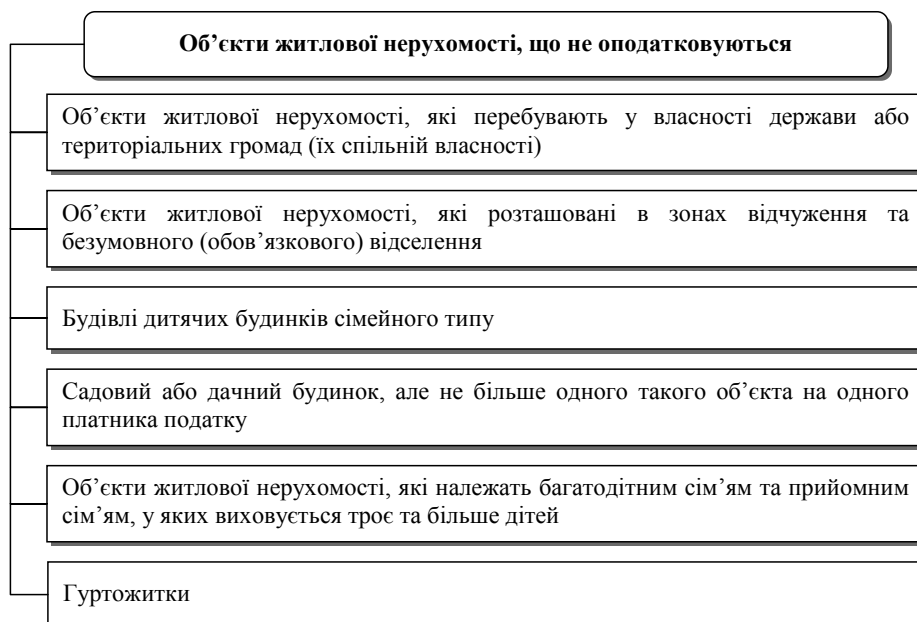 Об’єкти житлової нерухомості, що не оподатковуються
Об’єкти житлової нерухомості, які перебувають у власності держави або
територіальних громад (їх спільній власності)
Об’єкти житлової нерухомості, які розташовані в зонах відчуження та
безумовного (обов’язкового) відселення
Будівлі дитячих будинків сімейного типу
Садовий або дачний будинок, але не більше одного такого об’єкта на одного
платника податку
Об’єкти житлової нерухомості, які належать багатодітним сім’ям та прийомним
сім’ям, у яких виховується троє та більше дітей
Гуртожитки